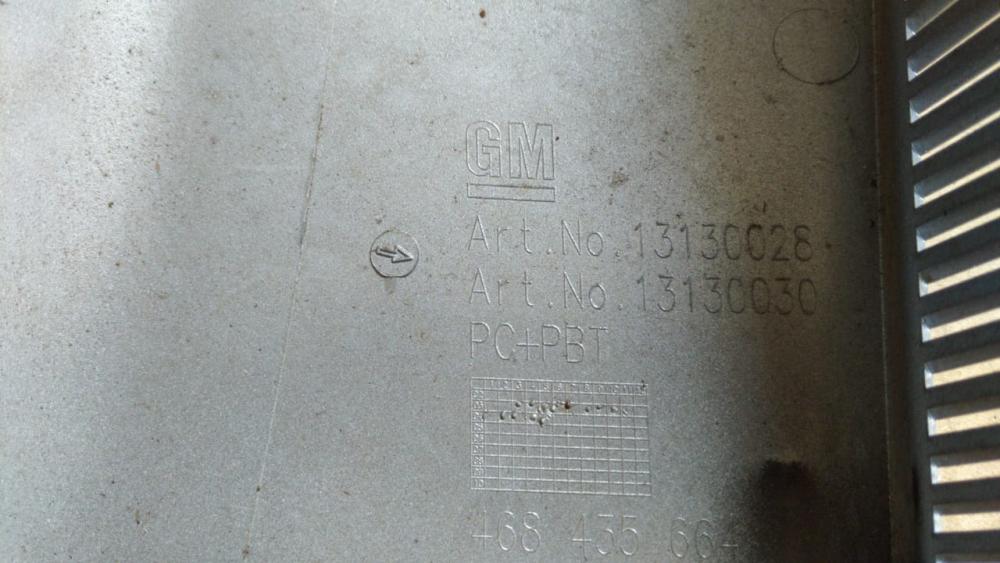 GM
Art.No.13130028
Art.No.13130030
PC+PBT
468 435 664